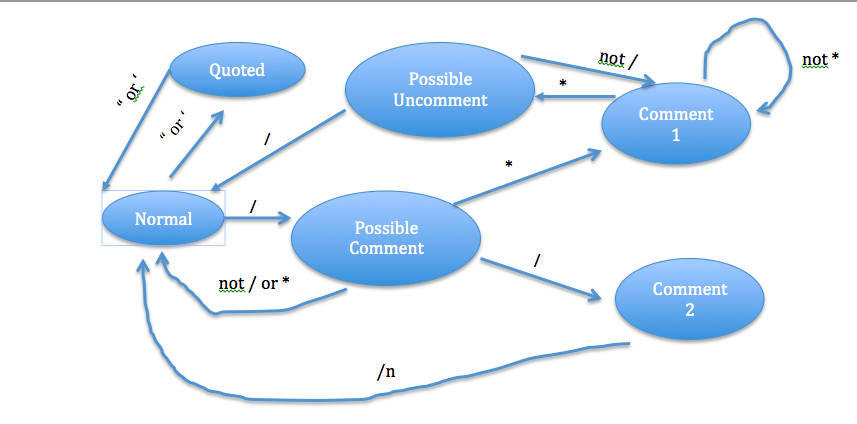 Quoted
Possible
Uncomment
not /
not *
*
Comment
1
“ or ‘
“ or ‘
/
*
Normal
/
Possible
Comment
/
not / or *
Comment
2
/n